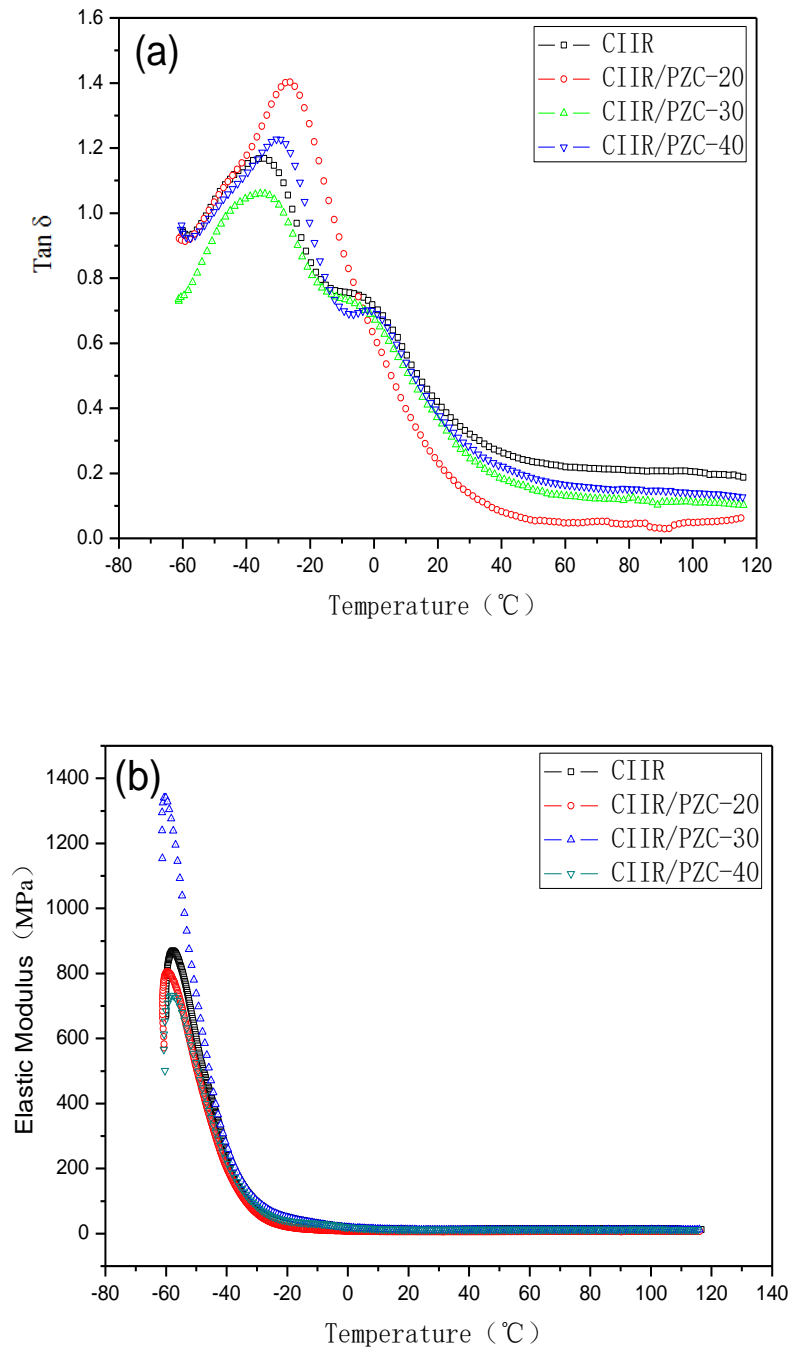 (a)
CIIR
CIIR/PZC-20
CIIR/PZC-30
CIIR/PZC-40
1.6
1.4
1.2
1.0
0.8
0.6
0.4
0.2
0.0
Tan δ
-80 -60 -40 -20 0 20 40 60 80 100 120
Temperature（℃）
(b)
CIIR
CIIR/PZC-20
CIIR/PZC-30
CIIR/PZC-40
1400
1200
1000
800
600
400
200
0
Elastic Modulus（MPa）
-80 -60 -40 -20 0 20 40 60 80 100 120 140
Temperature（℃）